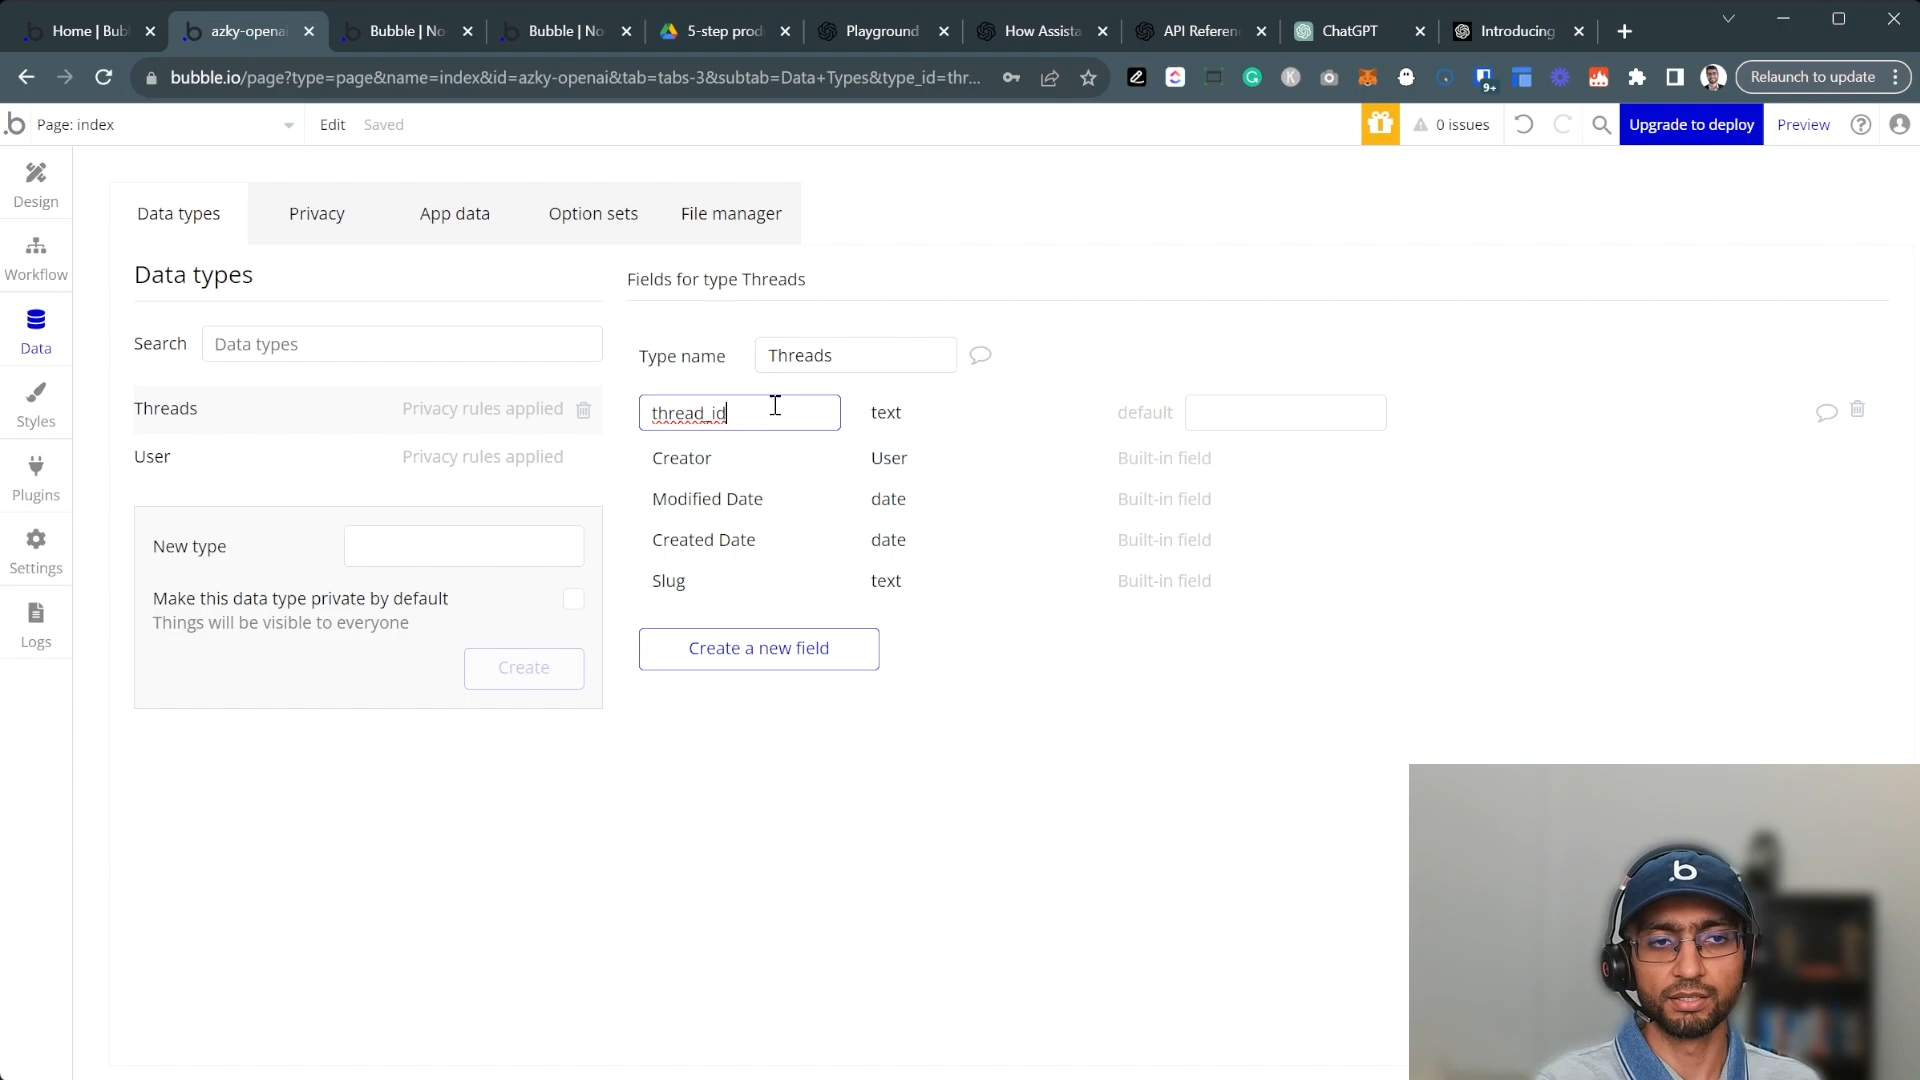 Home | Bub
azky-opena
Bubble | No
Bubble | No
5-step prod
Playground
How Assista
API Referen
ChatGPT
Introducing
bubble.io/page?type=page&name=index&id=azky-openai&tab=tabs-3&subtab=Data+Types&type_id=thr...
9+
Relaunch to update
Page: index
Edit
Saved
0 issues
Upgrade to deploy
Preview
Design
Workflow
Data
Styles
Plugins
Settings
Logs
Data types
Privacy
App data
Option sets
File manager
Data types
Search
Data types
Threads
Privacy rules applied
User
Privacy rules applied
New type
Make this data type private by default
Things will be visible to everyone
Create
Fields for type Threads
Type name
Threads
thread_id
text
default
Creator
User
Built-in field
Modified Date
date
Built-in field
Created Date
date
Built-in field
Slug
text
Built-in field
Create a new field
.b